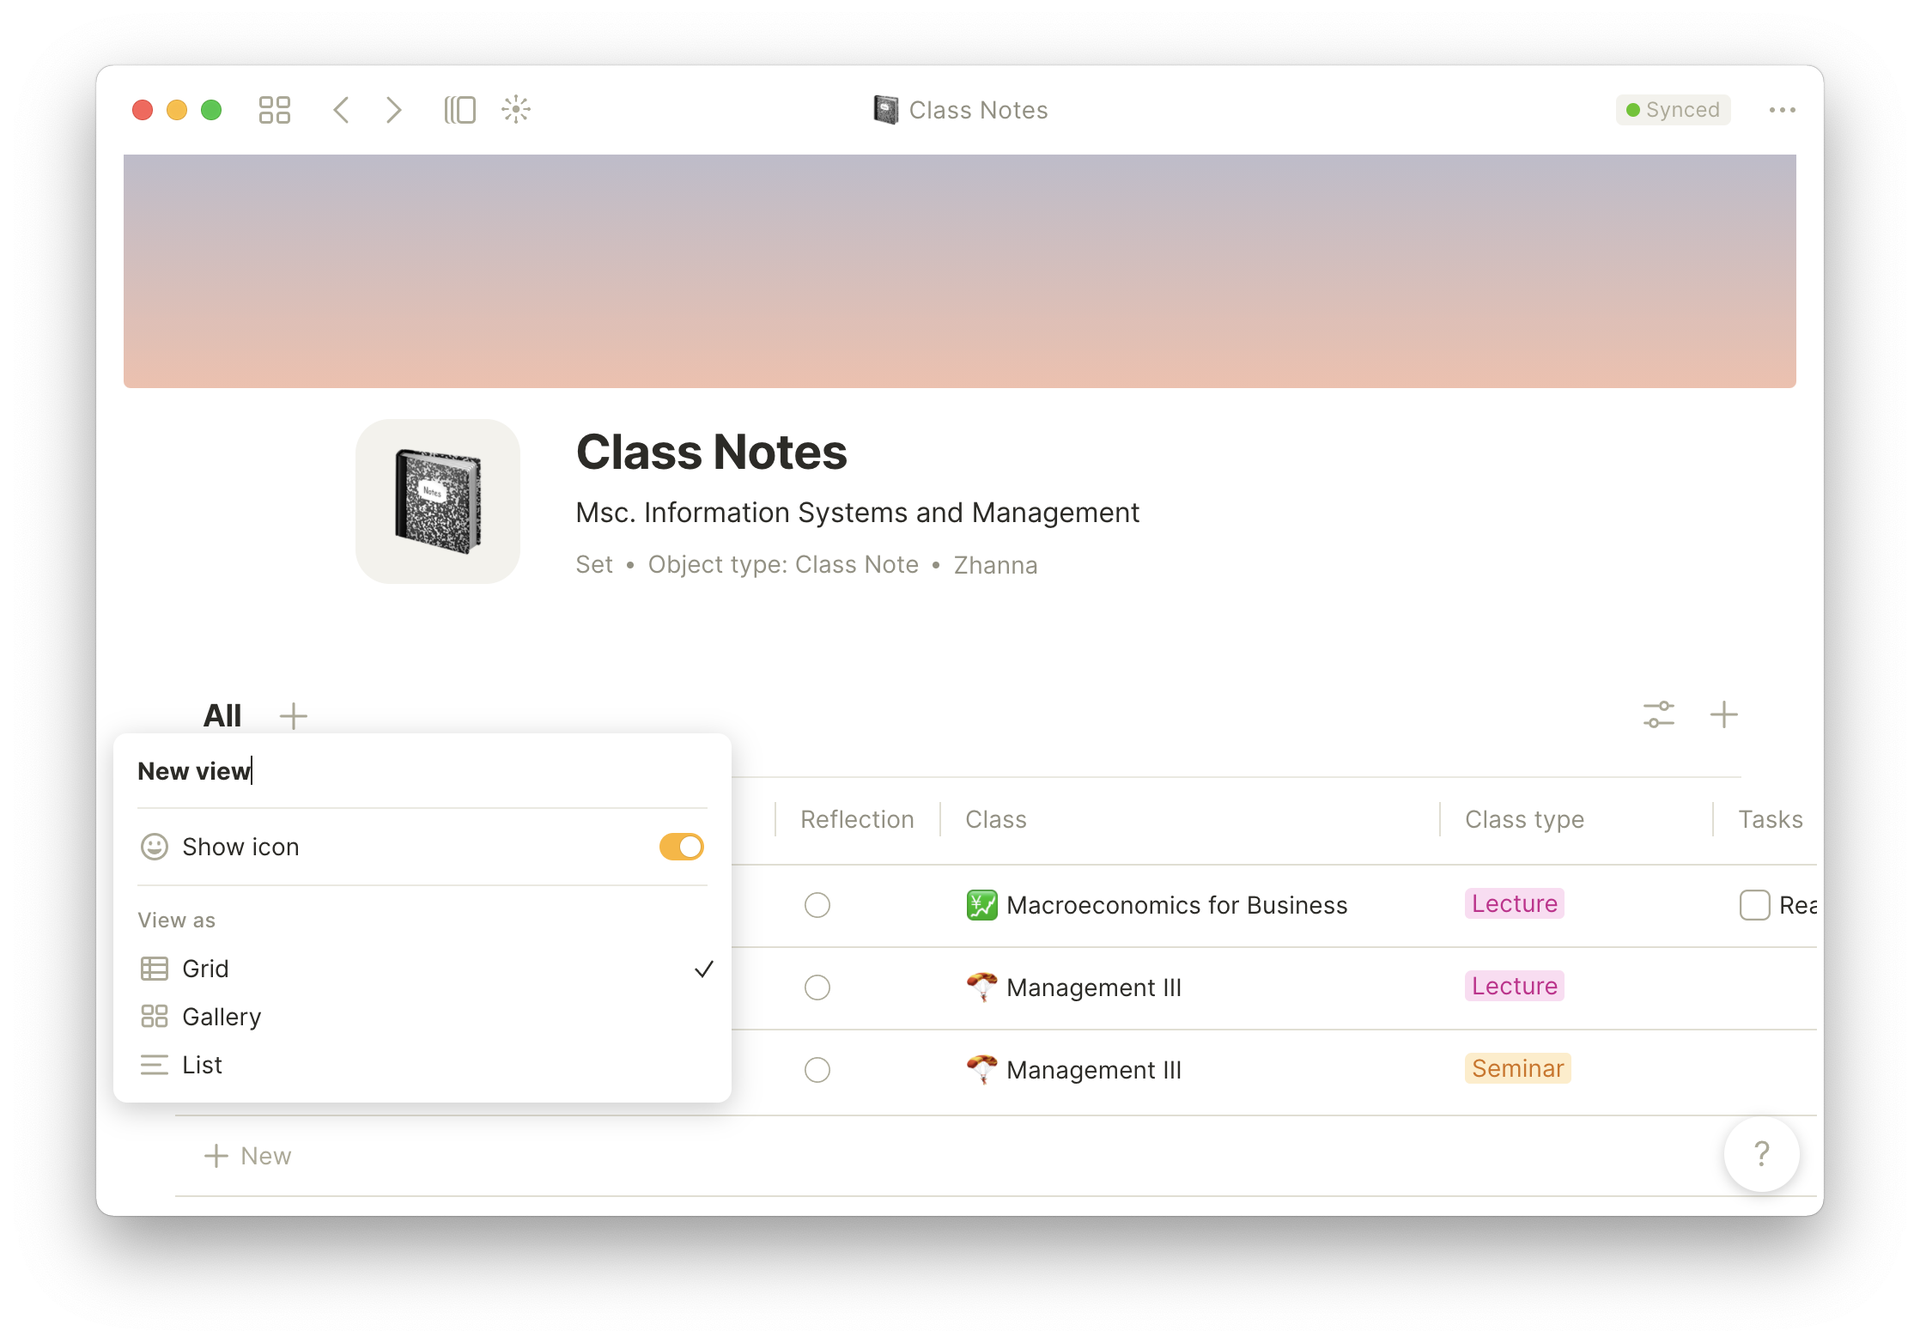 Class Notes
Synced
Notes
Class Notes
Msc. Information Systems and Management
Set • Object type: Class Note • Zhanna
All
New view
Show icon
View as
Grid
Gallery
List
Reflection Class Class type Tasks
Macroeconomics for Business Lecture Rea
Management III Lecture
Management III Seminar
New
?